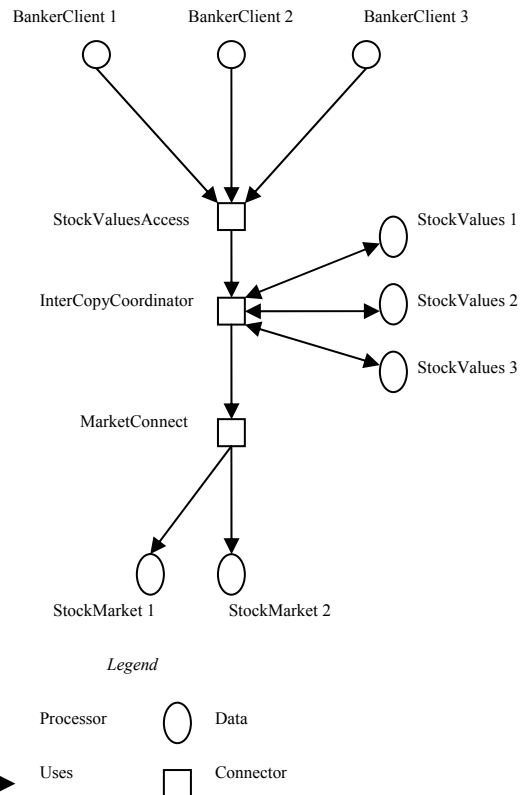 BankerClient 1 BankerClient 2 BankerClient 3
StockValuesAccess
StockValues 1
InterCopyCoordinator
StockValues 2
StockValues 3
MarketConnect
StockMarket 1 StockMarket 2
Legend
Processor Data
Uses Connector